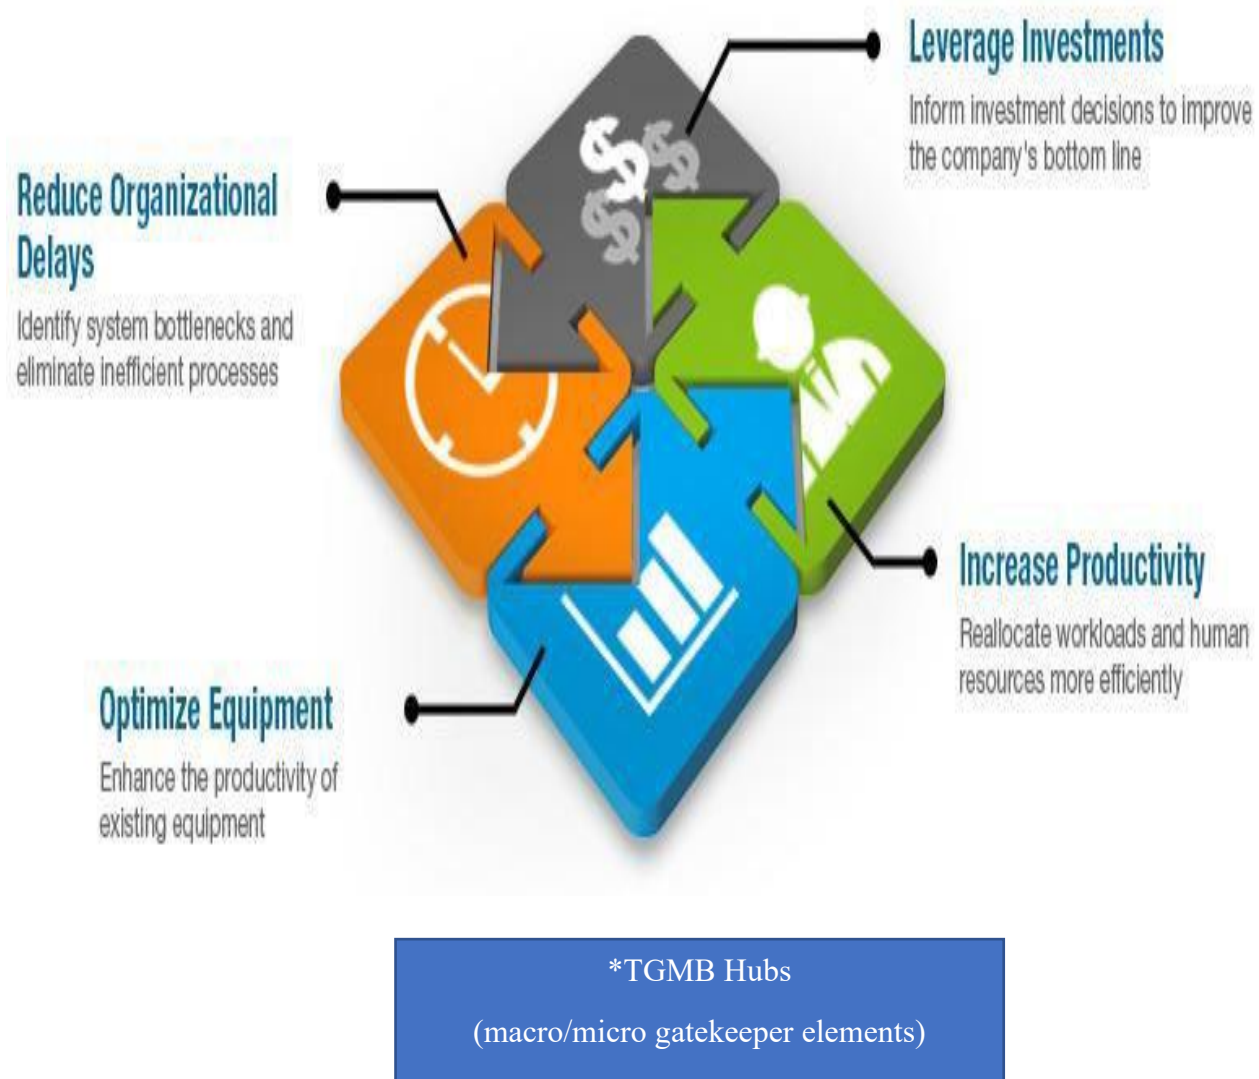 Leverage Investments
Inform investment decisions to improve
the company's bottom line
Reduce Organizational
Delays
Identify system bottlenecks and
eliminate inefficient processes
Increase Productivity
Reallocate workloads and human
resources more efficiently
Optimize Equipment
Enhance the productivity of
existing equipment
$ $
$
*TGMB Hubs
(macro/micro gatekeeper elements)